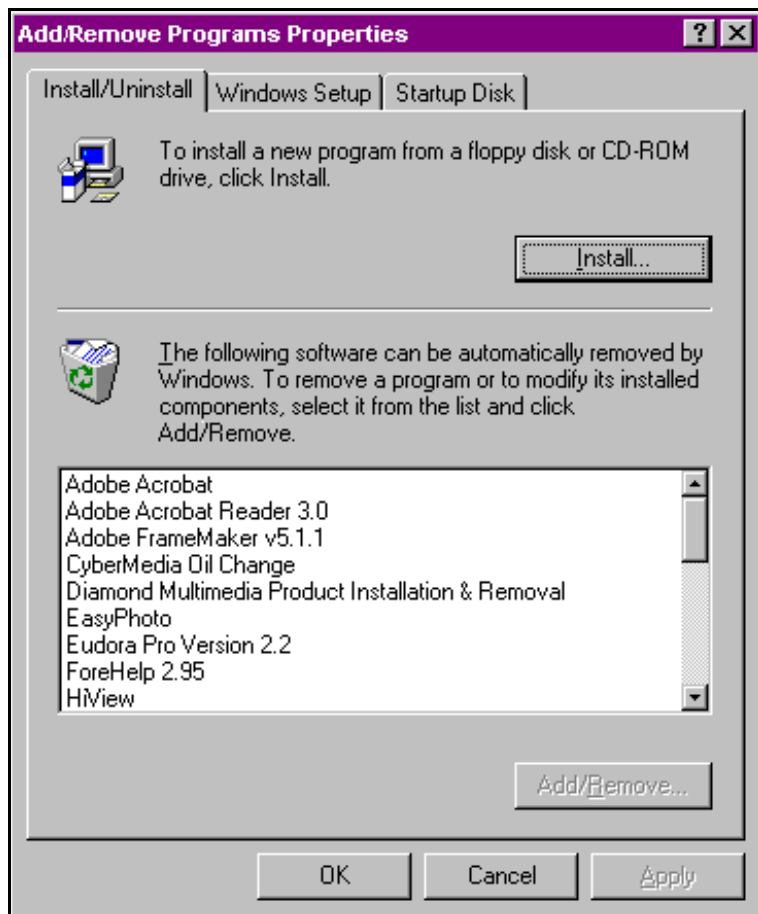 Add/Remove Programs Properties
Install/Uninstall
Windows Setup
Startup Disk
To install a new program from a floppy disk or CD-ROM
drive, click Install.
Install...
The following software can be automatically removed by
Windows. To remove a program or to modify its installed
components, select it from the list and click
Add/Remove.
Adobe Acrobat
Adobe Acrobat Reader 3.0
Adobe FrameMaker v5.1.1
CyberMedia Oil Change
Diamond Multimedia Product Installation & Removal
EasyPhoto
Eudora Pro Version 2.2
ForeHelp 2.95
HiView
Add/Remove...
OK
Cancel
Apply